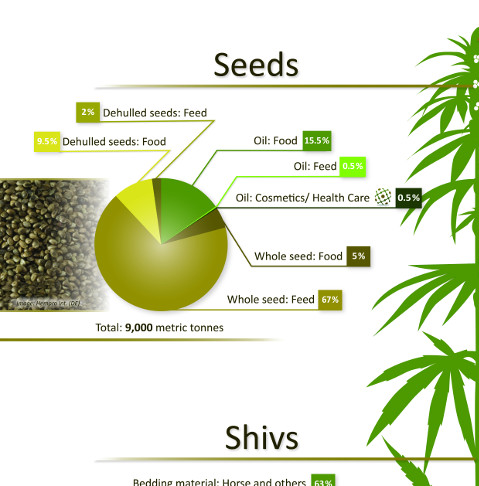 Seeds
2% Dehulled seeds: Feed
9.5% Dehulled seeds: Food
Oil: Food 15.5%
Oil: Feed 0.5%
Oil: Cosmetics/ Health Care 0.5%
Whole seed: Food 5%
Whole seed: Feed 67%
Image: Hempro Int. (DE)
Total: 9,000 metric tonnes
Shivs
Bedding material: Horse and others 63%